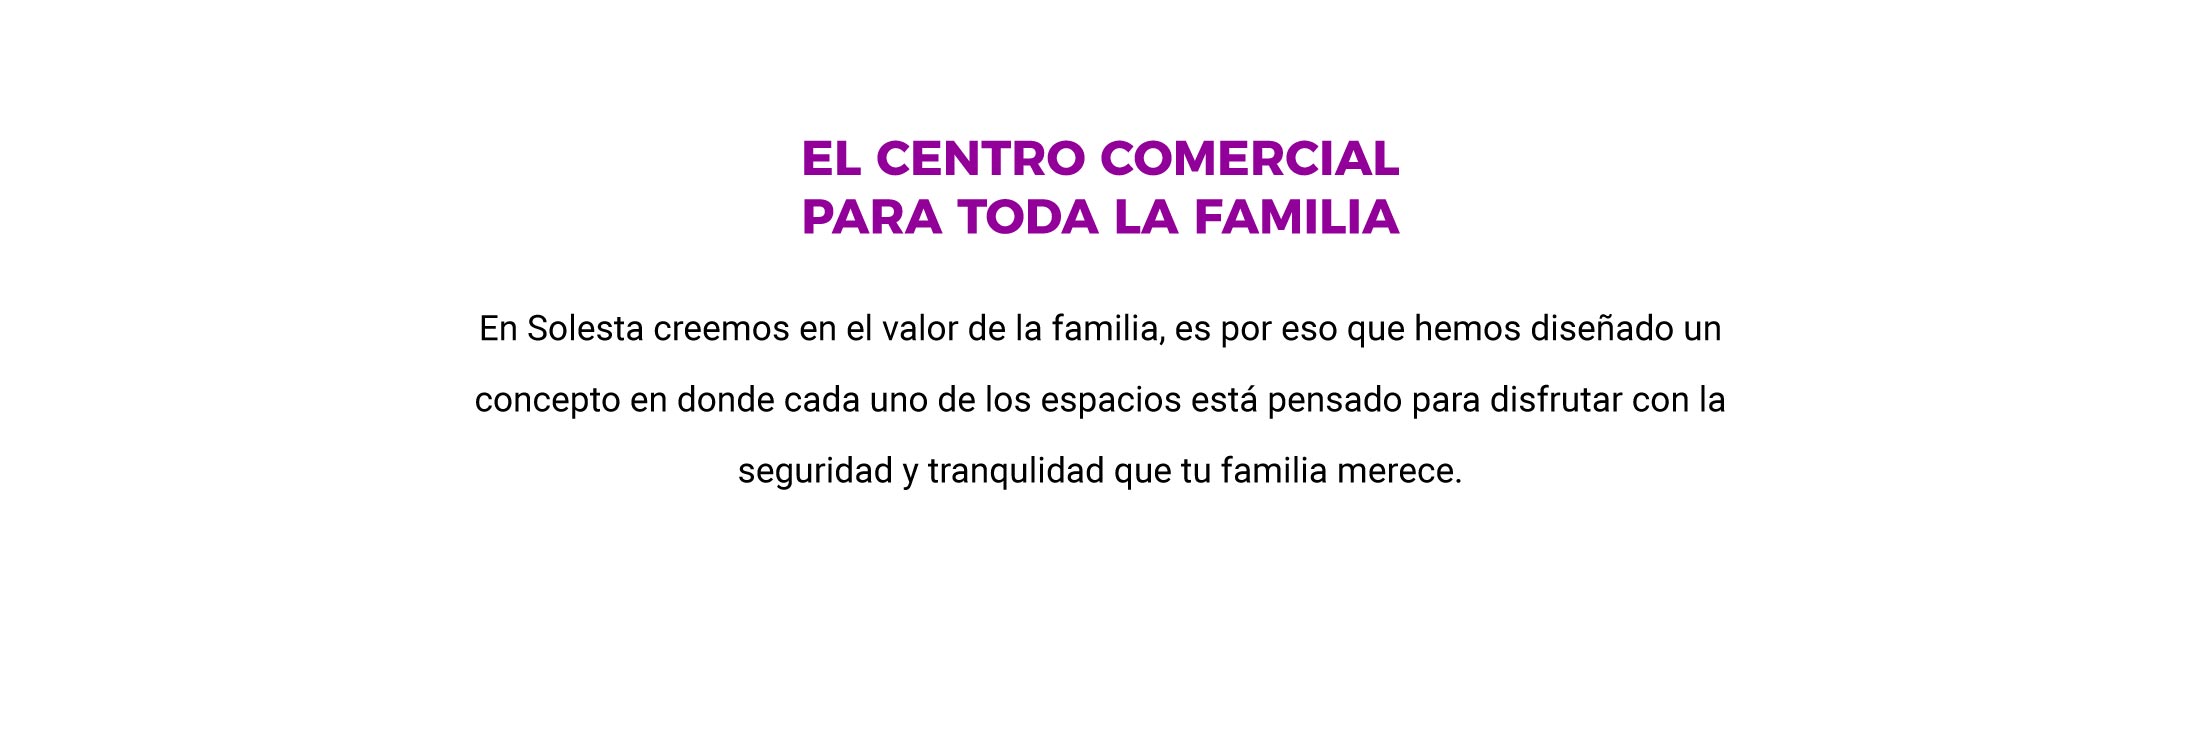 EL CENTRO COMERCIAL
PARA TODA LA FAMILIA
En Solesta creemos en el valor de la familia, es por eso que hemos diseñado un
concepto en donde cada uno de los espacios está pensado para disfrutar con la
seguridad y tranqulidad que tu familia merece.